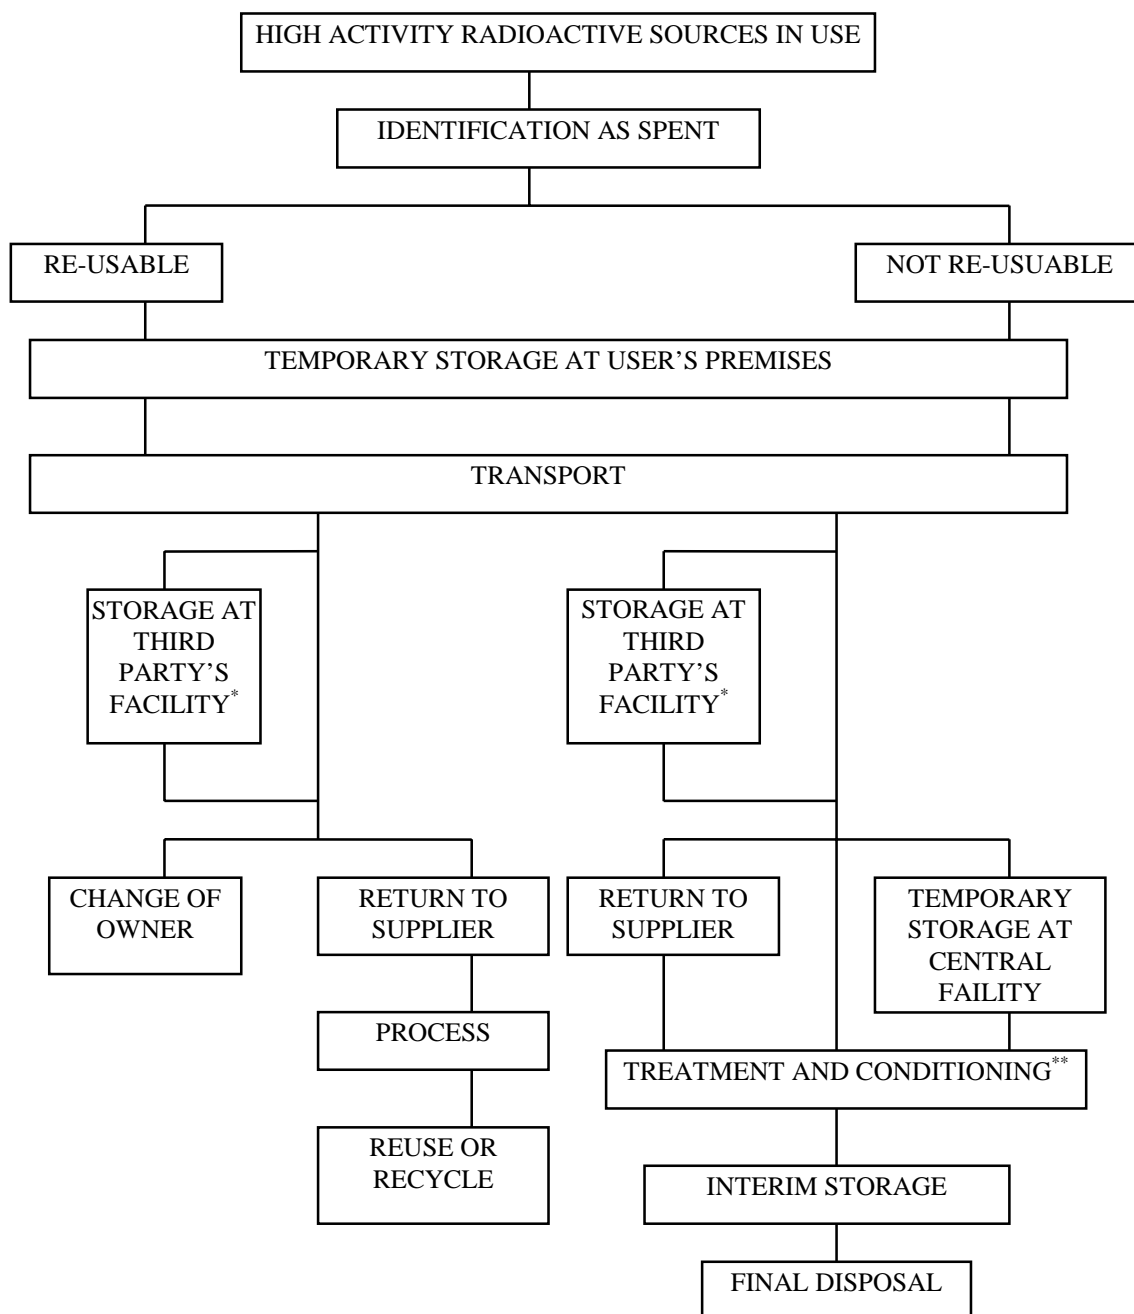 HIGH ACTIVITY RADIOACTIVE SOURCES IN USE
IDENTIFICATION AS SPENT
RE-USABLE
NOT RE-USUABLE
TEMPORARY STORAGE AT USER’S PREMISES
TRANSPORT
STORAGE AT
THIRD
PARTY’S
FACILITY*
STORAGE AT
THIRD
PARTY’S
FACILITY*
CHANGE OF
OWNER
RETURN TO
SUPPLIER
RETURN TO
SUPPLIER
TEMPORARY
STORAGE AT
CENTRAL
FAILITY
PROCESS
TREATMENT AND CONDITIONING**
REUSE OR
RECYCLE
INTERIM STORAGE
FINAL DISPOSAL